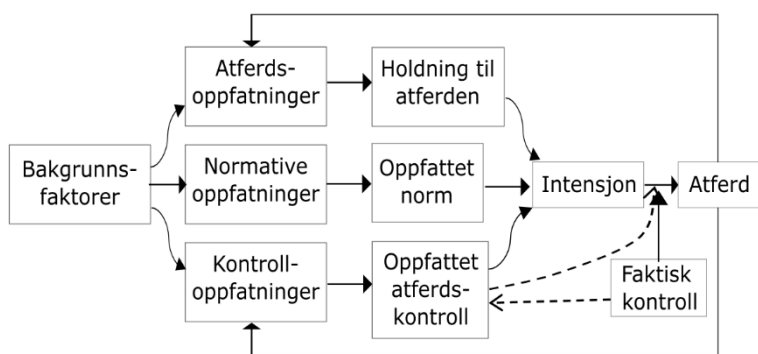 Atferds-
oppfatninger
Holdning til
atferden
Bakgrunns-
faktorer
Normative
oppfatninger
Oppfattet
norm
Intensjon
Atferd
Kontroll-
oppfatninger
Oppfattet
atferds-
kontroll
Faktisk
kontroll